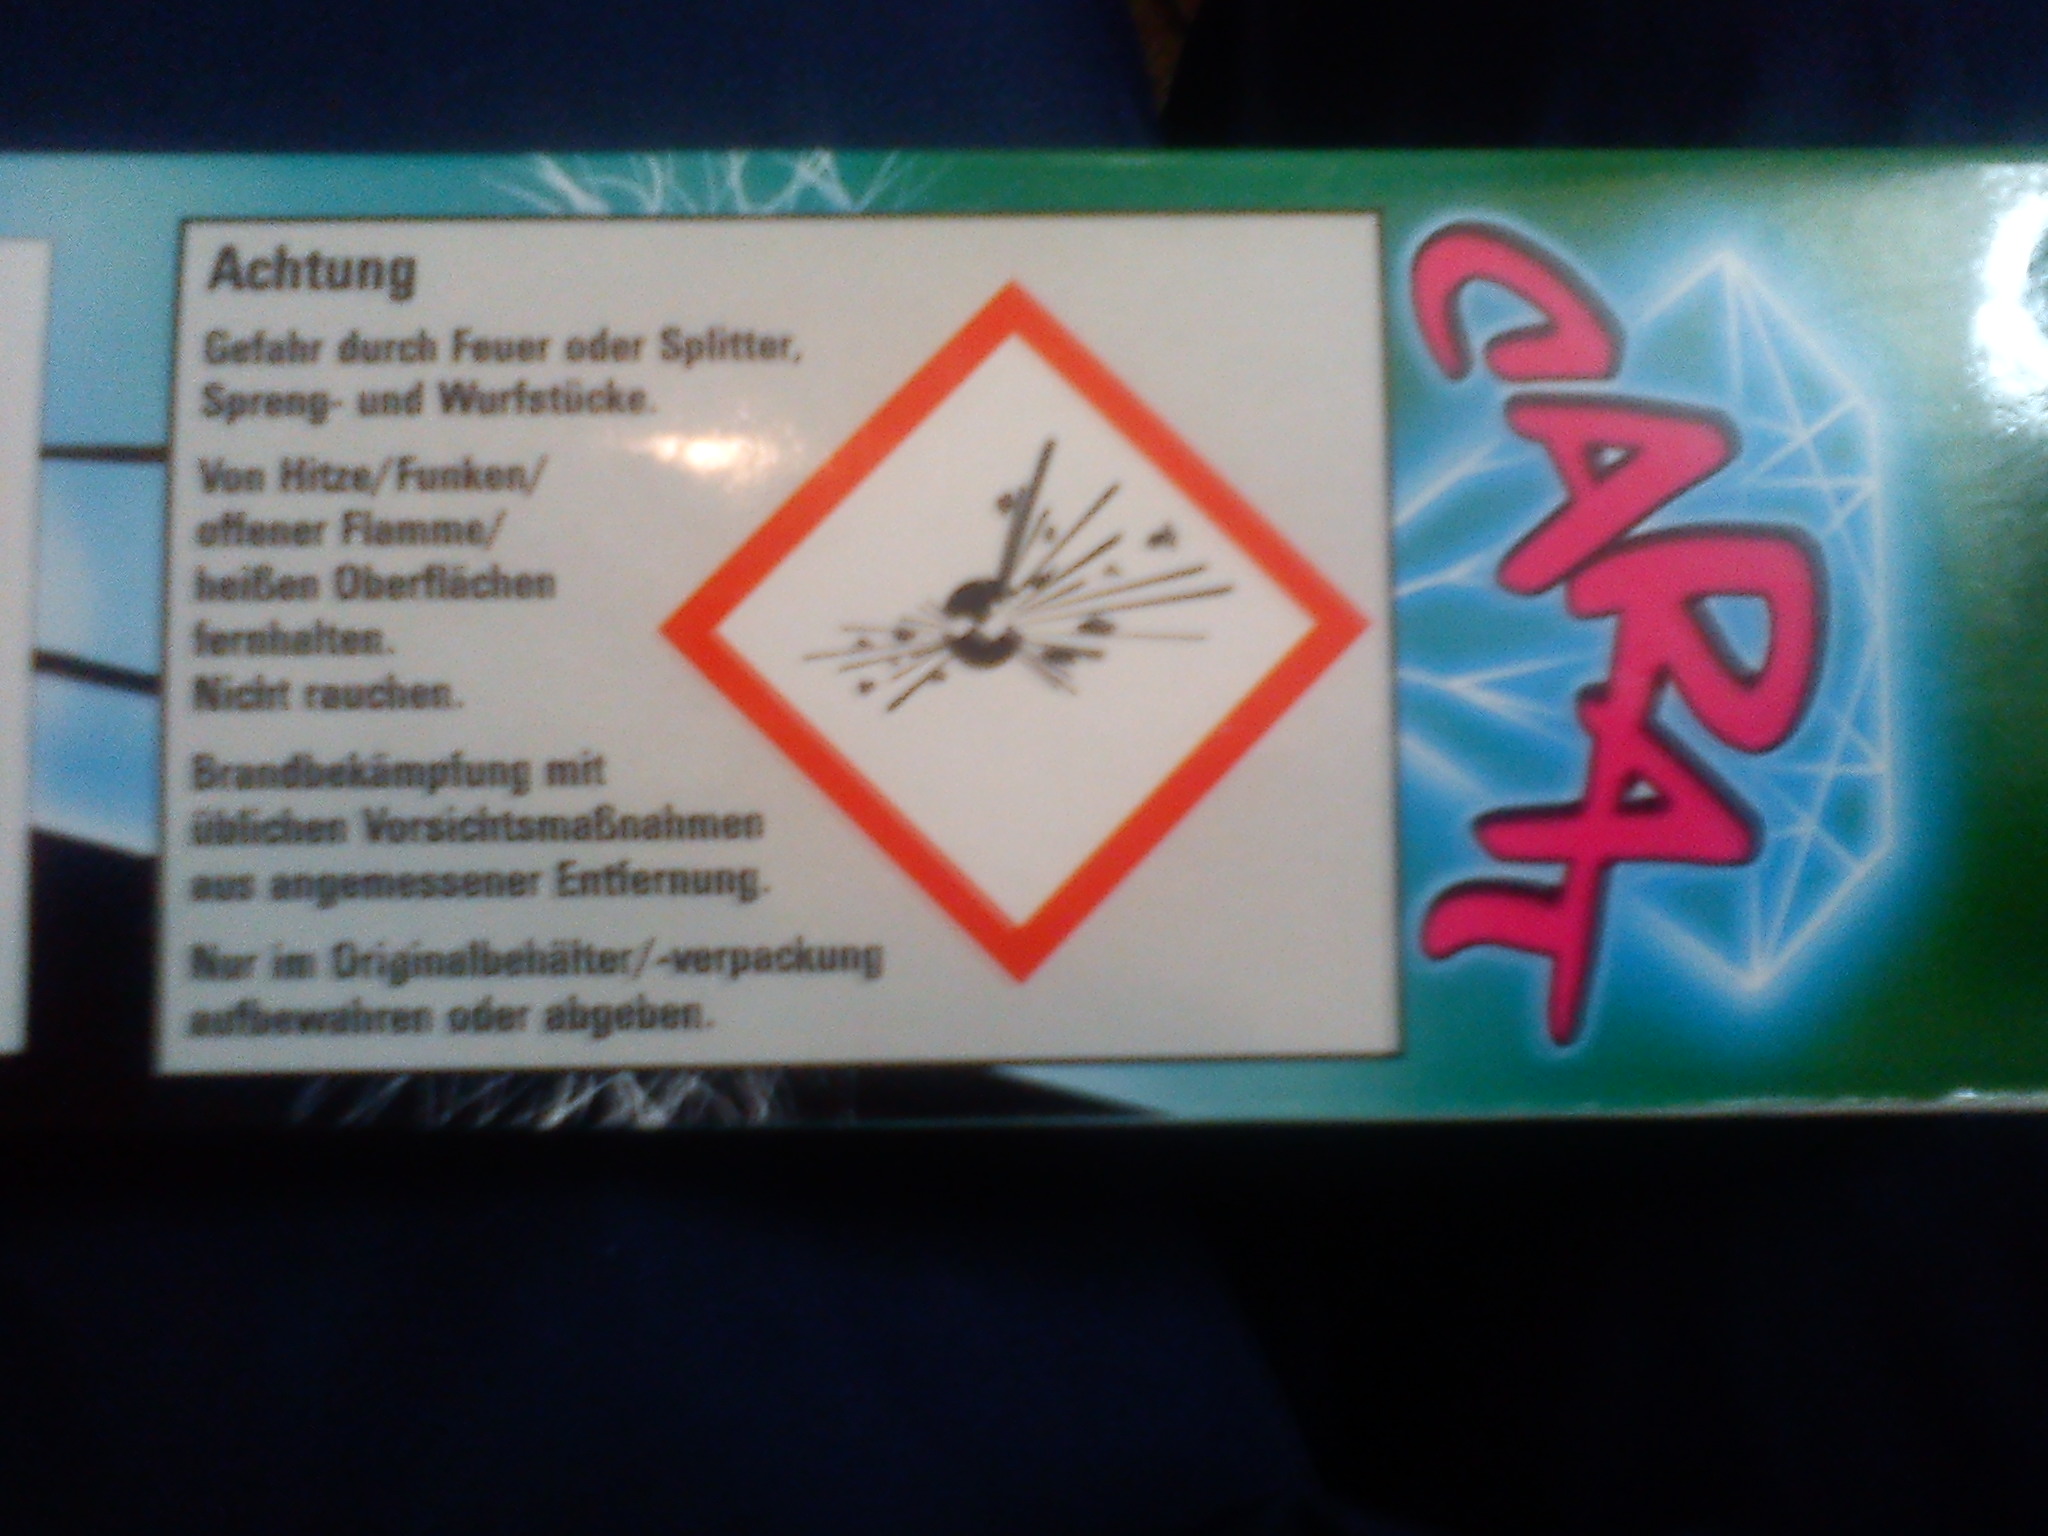 Achtung
Gefahr durch Feuer oder Splitter,
Spreng- und Wurfstücke.
Von Hitze/Funken/
offener Flamme/
heißen Oberflächen
fernhalten.
Nicht rauchen.
Brandbekämpfung mit
üblichen Vorsichtsmaßnahmen
aus angemessener Entfernung.
Nur im Originalbehälter/-verpackung
aufbewahren oder abgeben.
CARAT